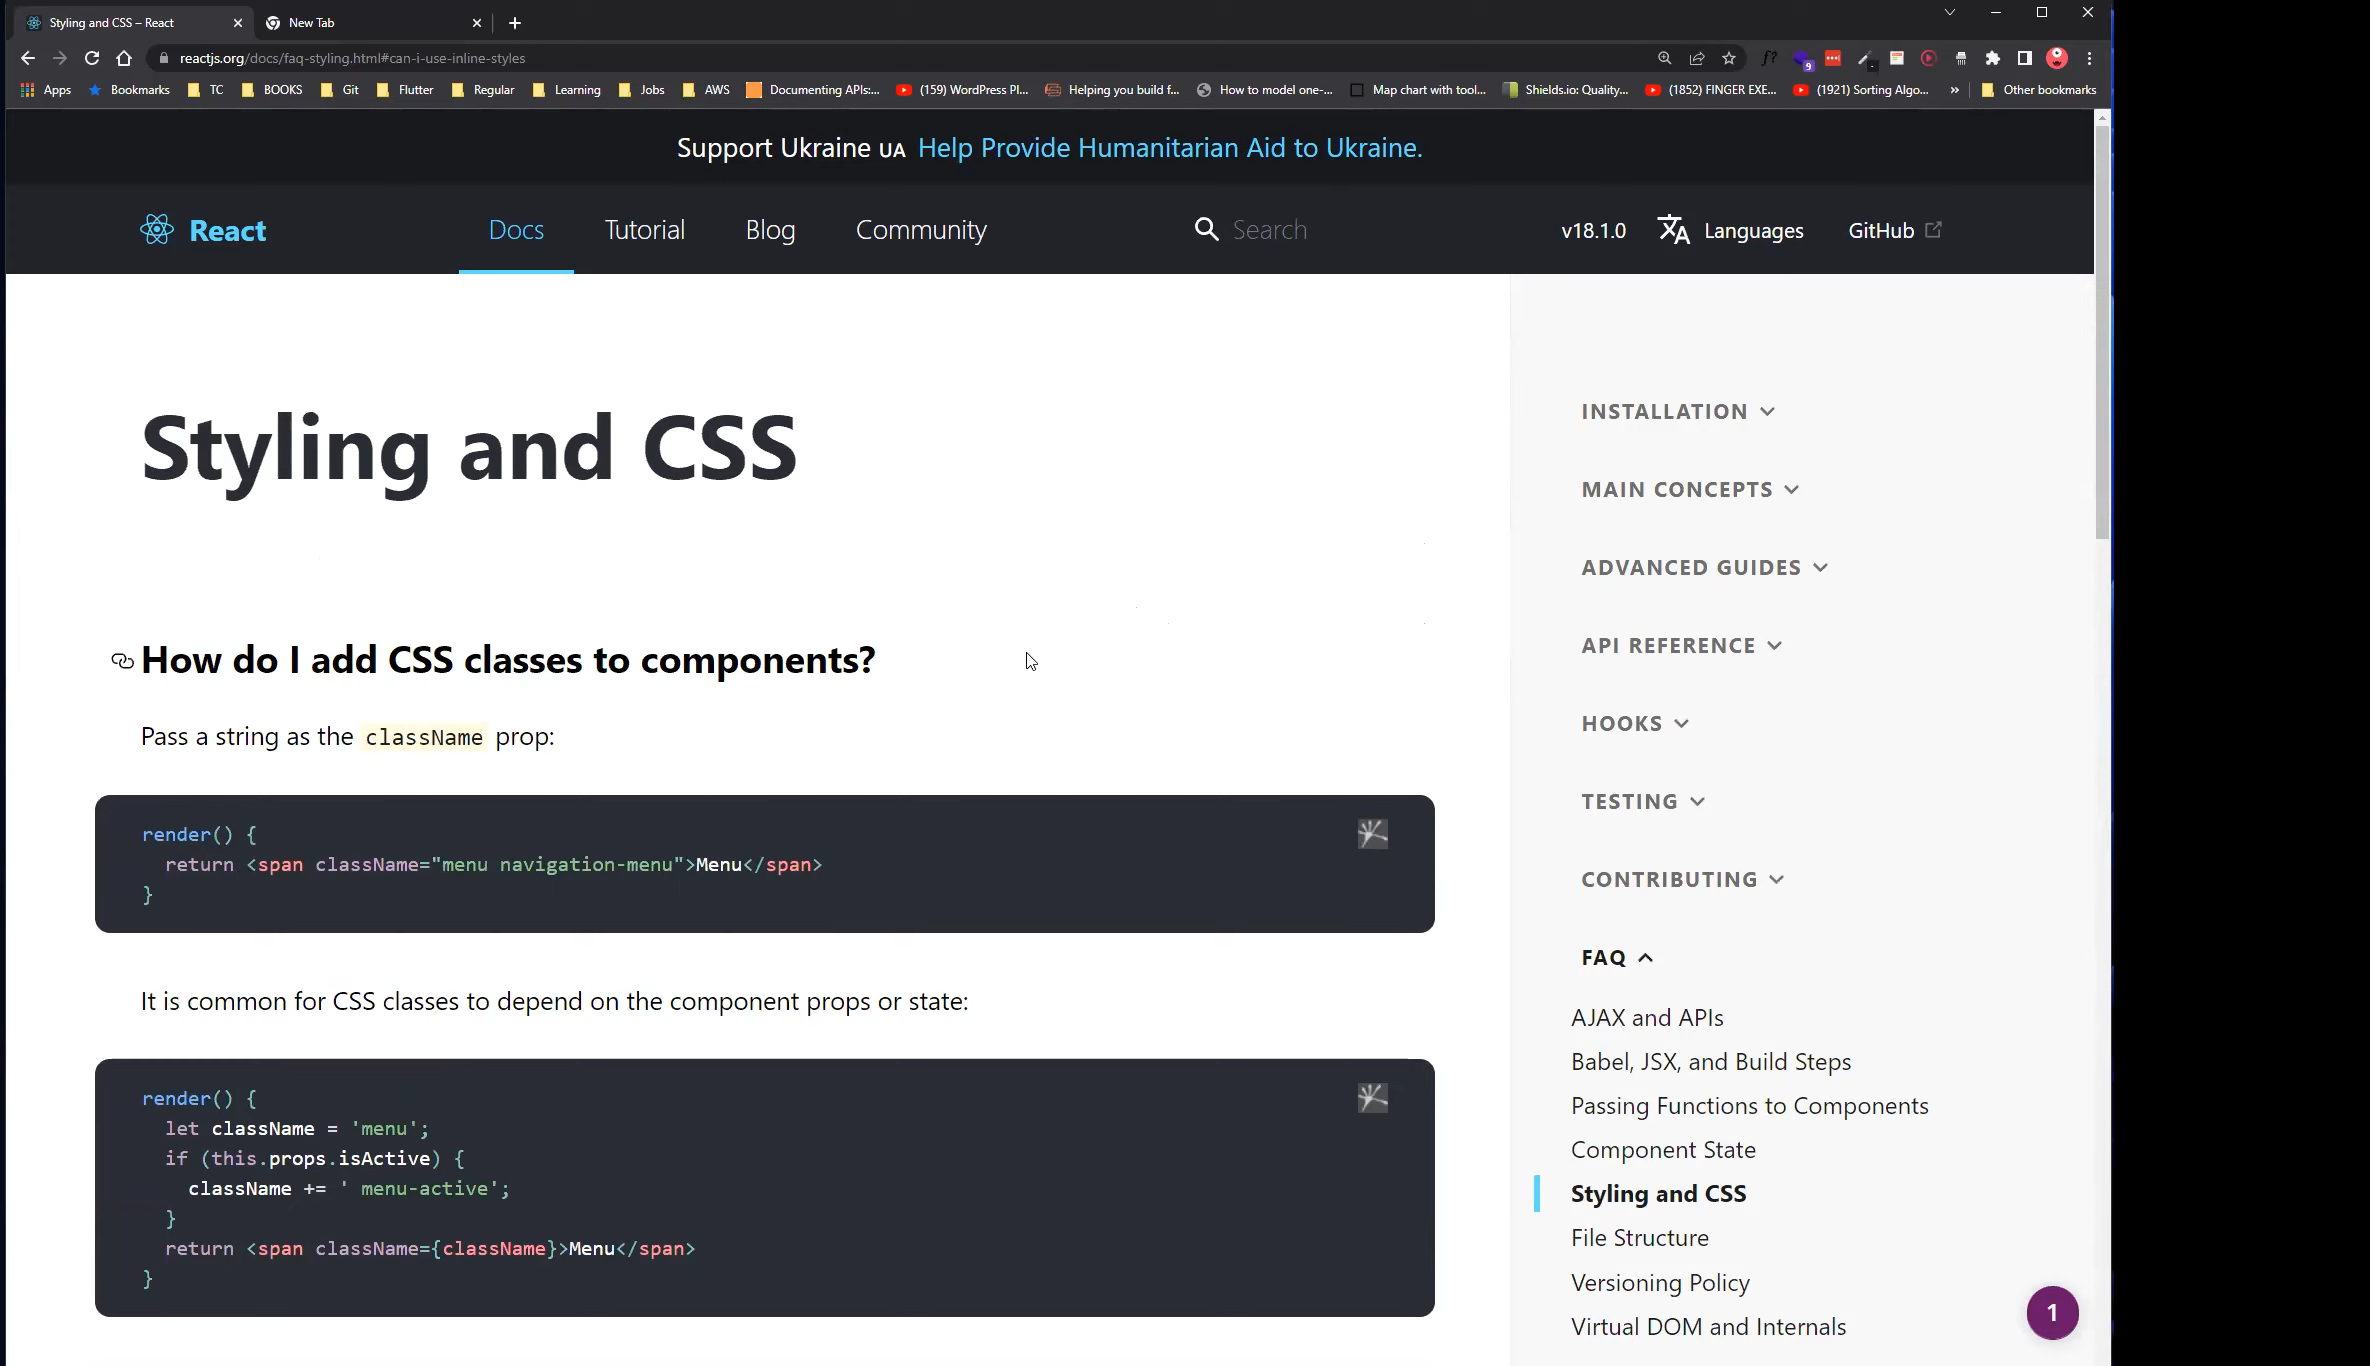 Styling and CSS – React
New Tab
reactjs.org/docs/faq-styling.html#can-i-use-inline-styles
9
Apps
Bookmarks
TC
BOOKS
Git
Flutter
Regular
Learning
Jobs
AWS
Documenting APIs:...
(159) WordPress Pl...
Helping you build f...
How to model one-...
Map chart with tool...
Shields.io: Quality...
(1852) FINGER EXE...
(1921) Sorting Algo...
»
Other bookmarks
Support Ukraine UA Help Provide Humanitarian Aid to Ukraine.
React
Docs
Tutorial
Blog
Community
Search
v18.1.0
Languages
GitHub
Styling and CSS
How do I add CSS classes to components?
Pass a string as the className prop:
render() {
  return <span className="menu navigation-menu">Menu</span>
}
It is common for CSS classes to depend on the component props or state:
render() {
  let className = 'menu';
  if (this.props.isActive) {
    className += ' menu-active';
  }
  return <span className={className}>Menu</span>
}
INSTALLATION
MAIN CONCEPTS
ADVANCED GUIDES
API REFERENCE
HOOKS
TESTING
CONTRIBUTING
FAQ
AJAX and APIs
Babel, JSX, and Build Steps
Passing Functions to Components
Component State
Styling and CSS
File Structure
Versioning Policy
Virtual DOM and Internals
1